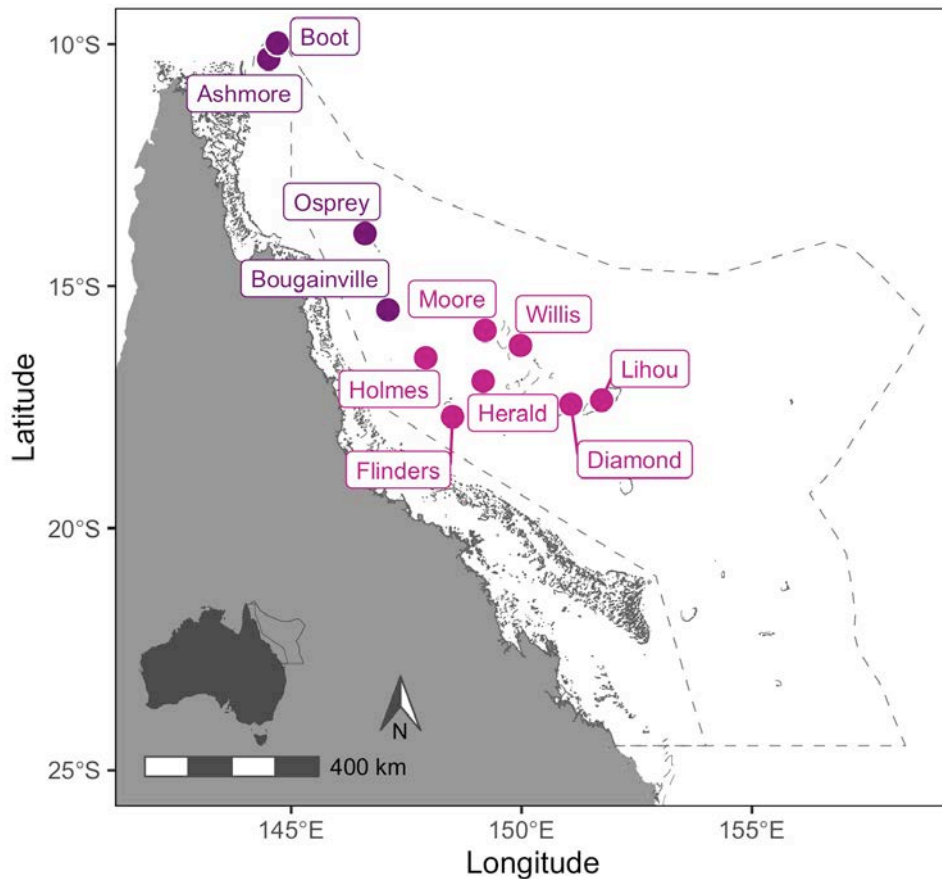 10°S
Boot
Ashmore
Osprey
15°S
Bougainville
Moore
Willis
Lihou
Holmes
Herald
Flinders
Diamond
20°S
N
400 km
25°S
145°E
150°E
155°E
Latitude
Longitude